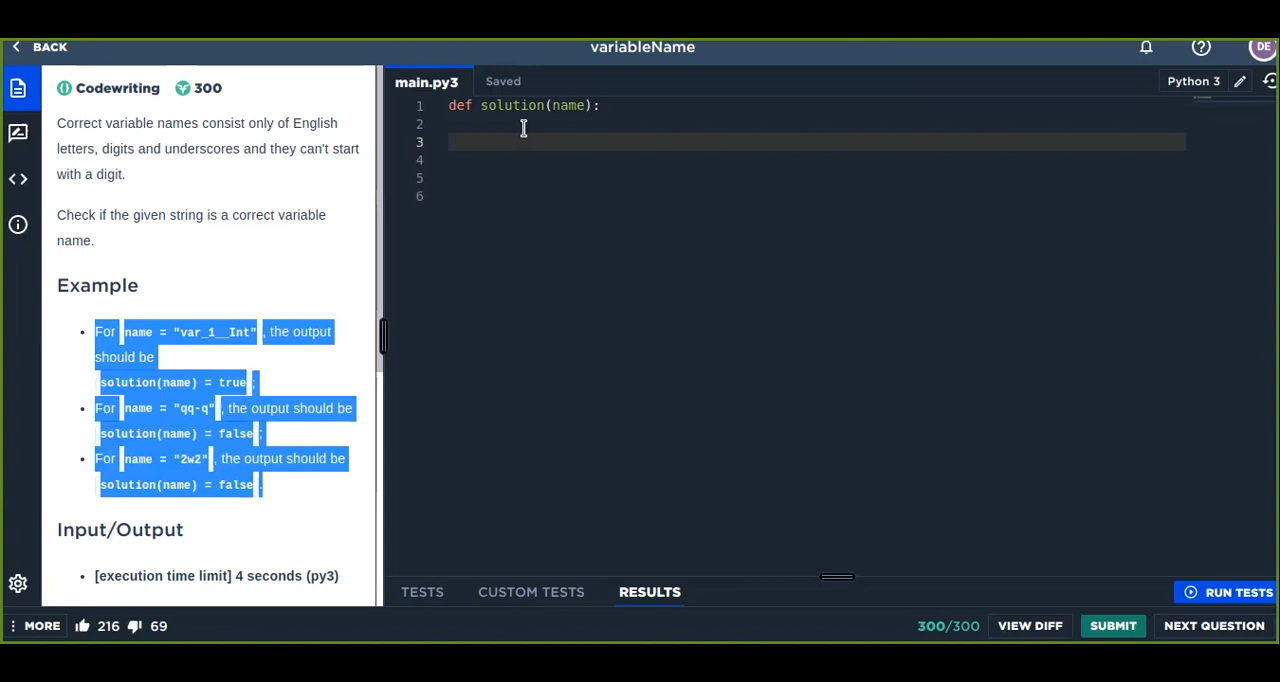 BACK
variableName
DE
Codewriting 300
main.py3 Saved
Python 3
Correct variable names consist only of English
letters, digits and underscores and they can't start
with a digit.
Check if the given string is a correct variable
name.
Example
• For name = "var_1__Int" , the output
should be
solution(name) = true ;
• For name = "qq-q" , the output should be
solution(name) = false ;
• For name = "2w2" , the output should be
solution(name) = false .
Input/Output
• [execution time limit] 4 seconds (py3)
1 def solution(name):
2
3
4
5
6
TESTS CUSTOM TESTS RESULTS
RUN TESTS
MORE 216 69
300/300 VIEW DIFF SUBMIT NEXT QUESTION